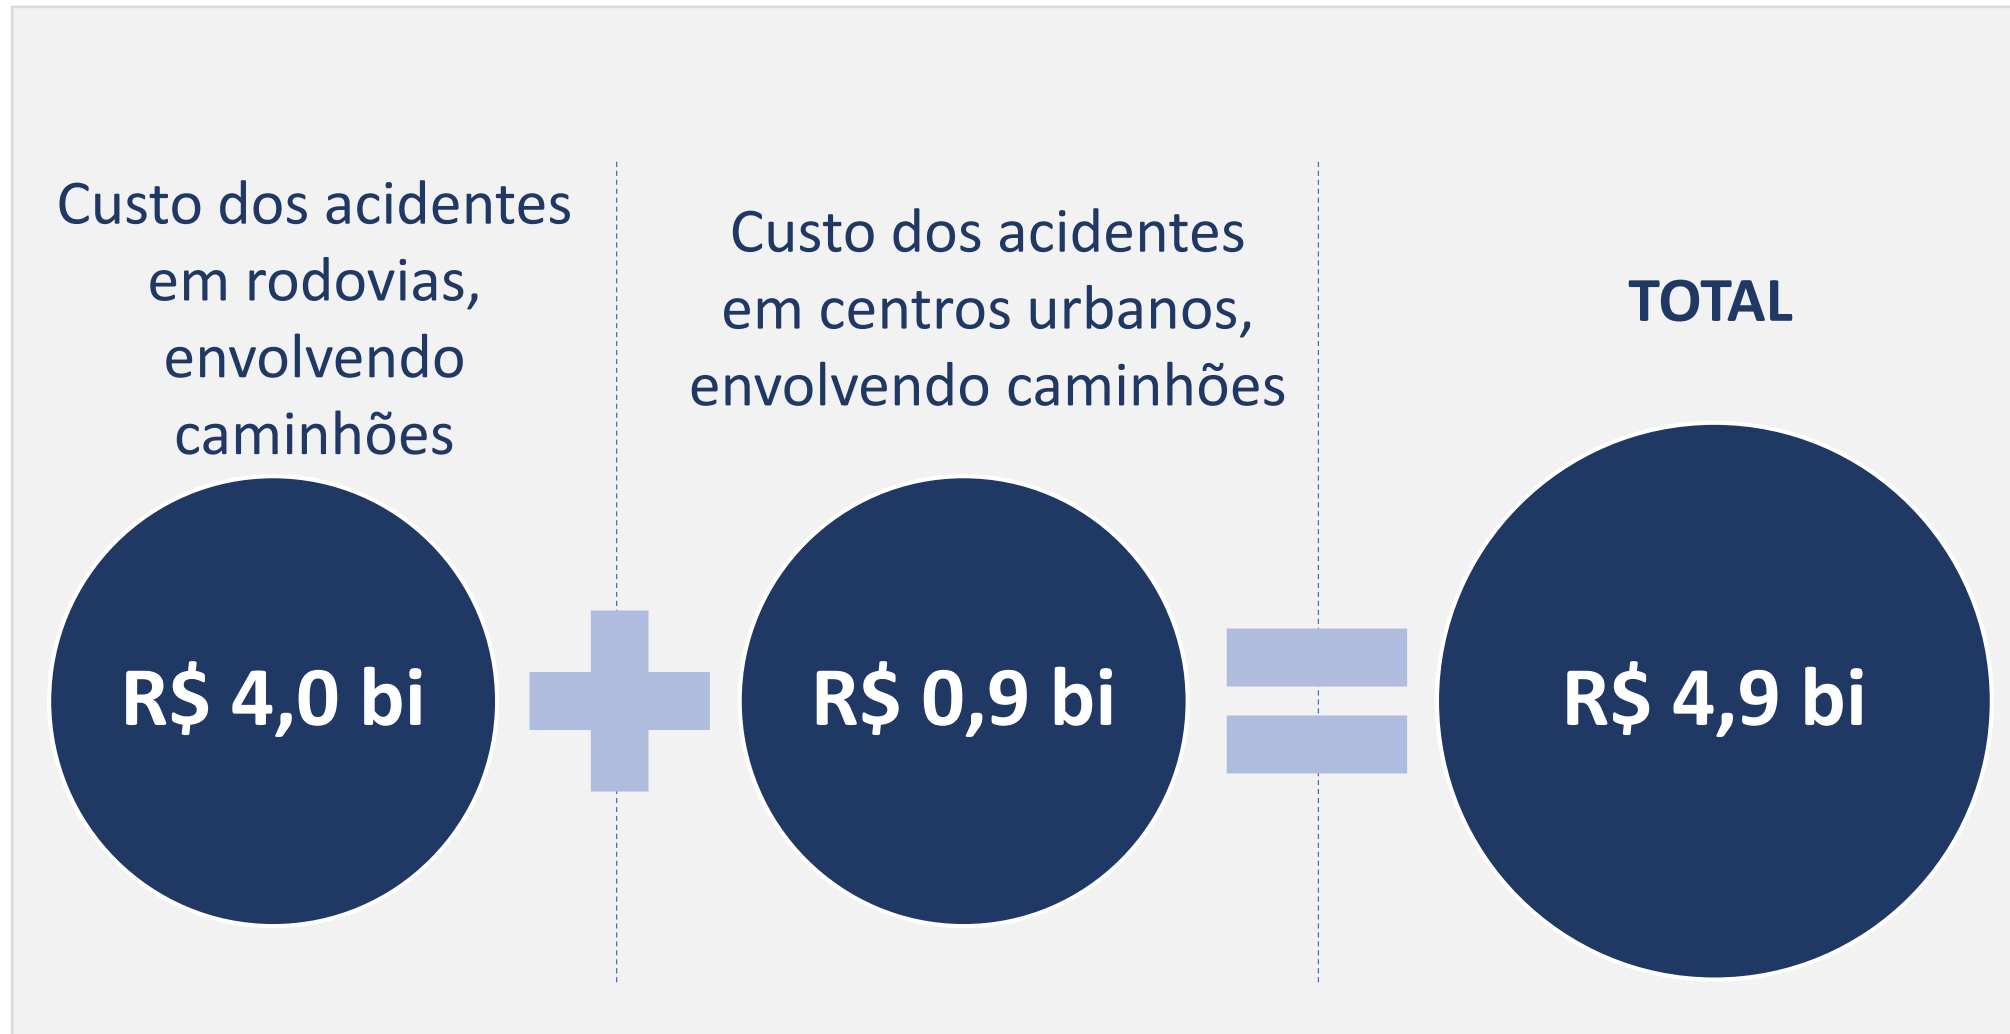 Custo dos acidentes
em rodovias,
envolvendo
caminhões
R$ 4,0 bi
Custo dos acidentes
em centros urbanos,
envolvendo caminhões
R$ 0,9 bi
TOTAL
R$ 4,9 bi